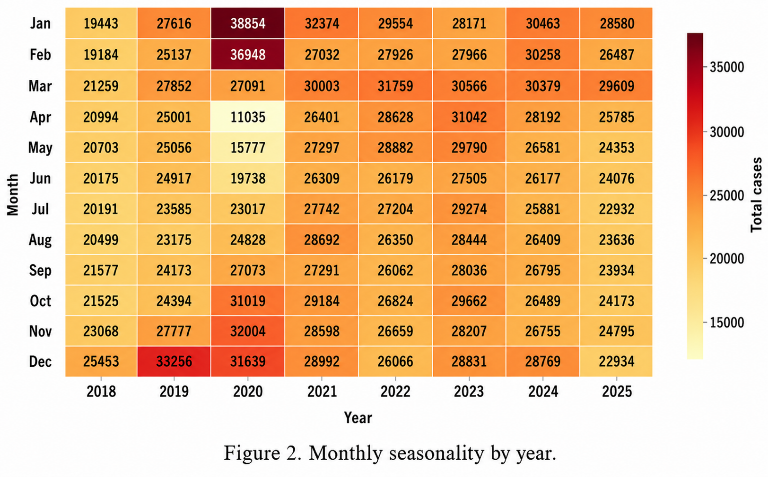 Jan 19443 27616 38854 32374 29554 28171 30463 28580
Feb 19184 25137 36948 27032 27926 27966 30258 26487
Mar 21259 27852 27091 30003 31759 30566 30379 29609
Apr 20994 25001 11035 26401 28628 31042 28192 25785
May 20703 25056 15777 27297 28882 29790 26581 24353
Jun 20175 24917 19738 26309 26179 27505 26177 24076
Jul 20191 23585 23017 27742 27204 29274 25881 22932
Aug 20499 23175 24828 28692 26350 28444 26409 23636
Sep 21577 24173 27073 27291 26062 28036 26795 23934
Oct 21525 24394 31019 29184 26824 29662 26489 24173
Nov 23068 27777 32004 28598 26659 28207 26755 24795
Dec 25453 33256 31639 28992 26066 28831 28769 22934
2018 2019 2020 2021 2022 2023 2024 2025
Month
Year
35000
30000
25000
20000
15000
Total cases
Figure 2. Monthly seasonality by year.